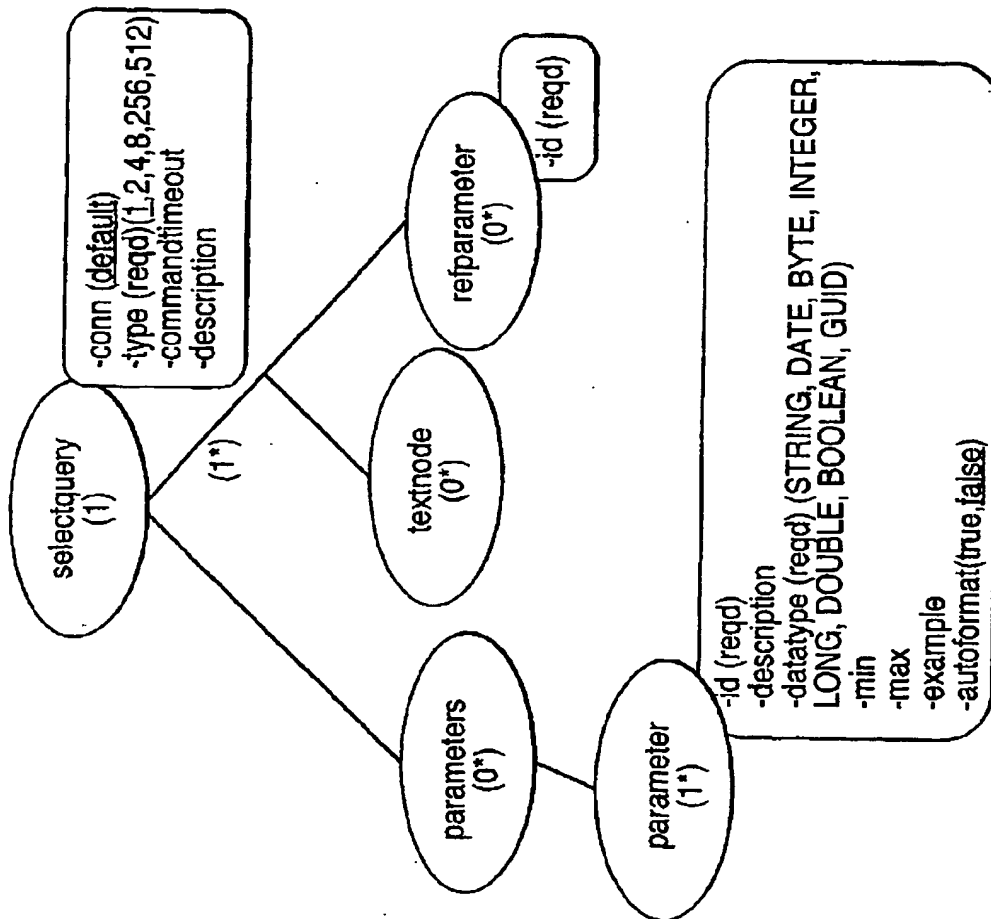 selectquery
(1)
-conn (default)
-type (reqd)(1,2,4,8,256,512)
-commandtimeout
-description
(1*)
parameters
(0*)
textnode
(0*)
refparameter
(0*)
-id (reqd)
parameter
(1*)
-id (reqd)
-description
-datatype (reqd) (STRING, DATE, BYTE, INTEGER,
LONG, DOUBLE, BOOLEAN, GUID)
-min
-max
-example
-autoformat(true,false)